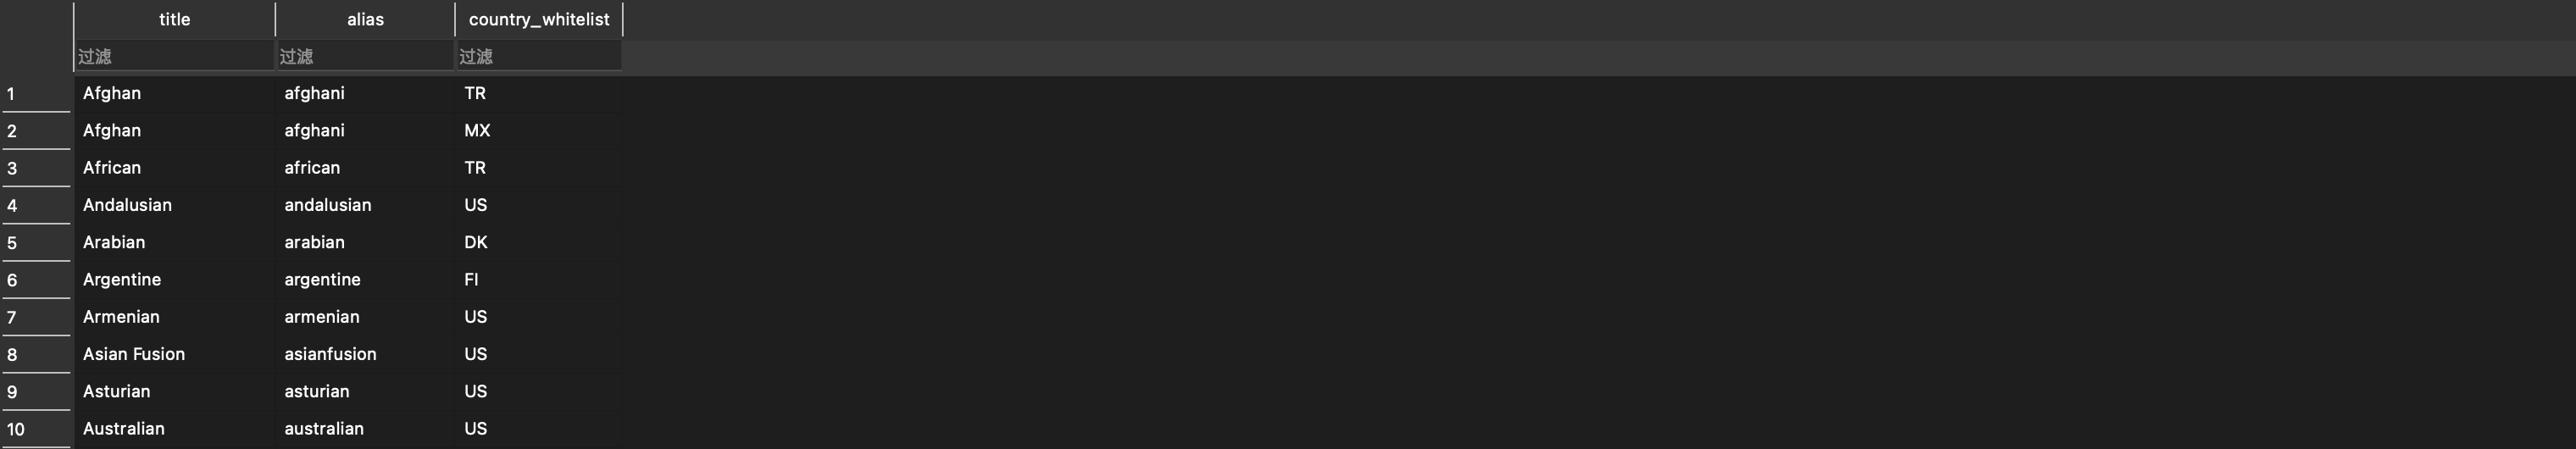 title alias country_whitelist
过滤 过滤 过滤
1 Afghan afghani TR
2 Afghan afghani MX
3 African african TR
4 Andalusian andalusian US
5 Arabian arabian DK
6 Argentine argentine FI
7 Armenian armenian US
8 Asian Fusion asianfusion US
9 Asturian asturian US
10 Australian australian US